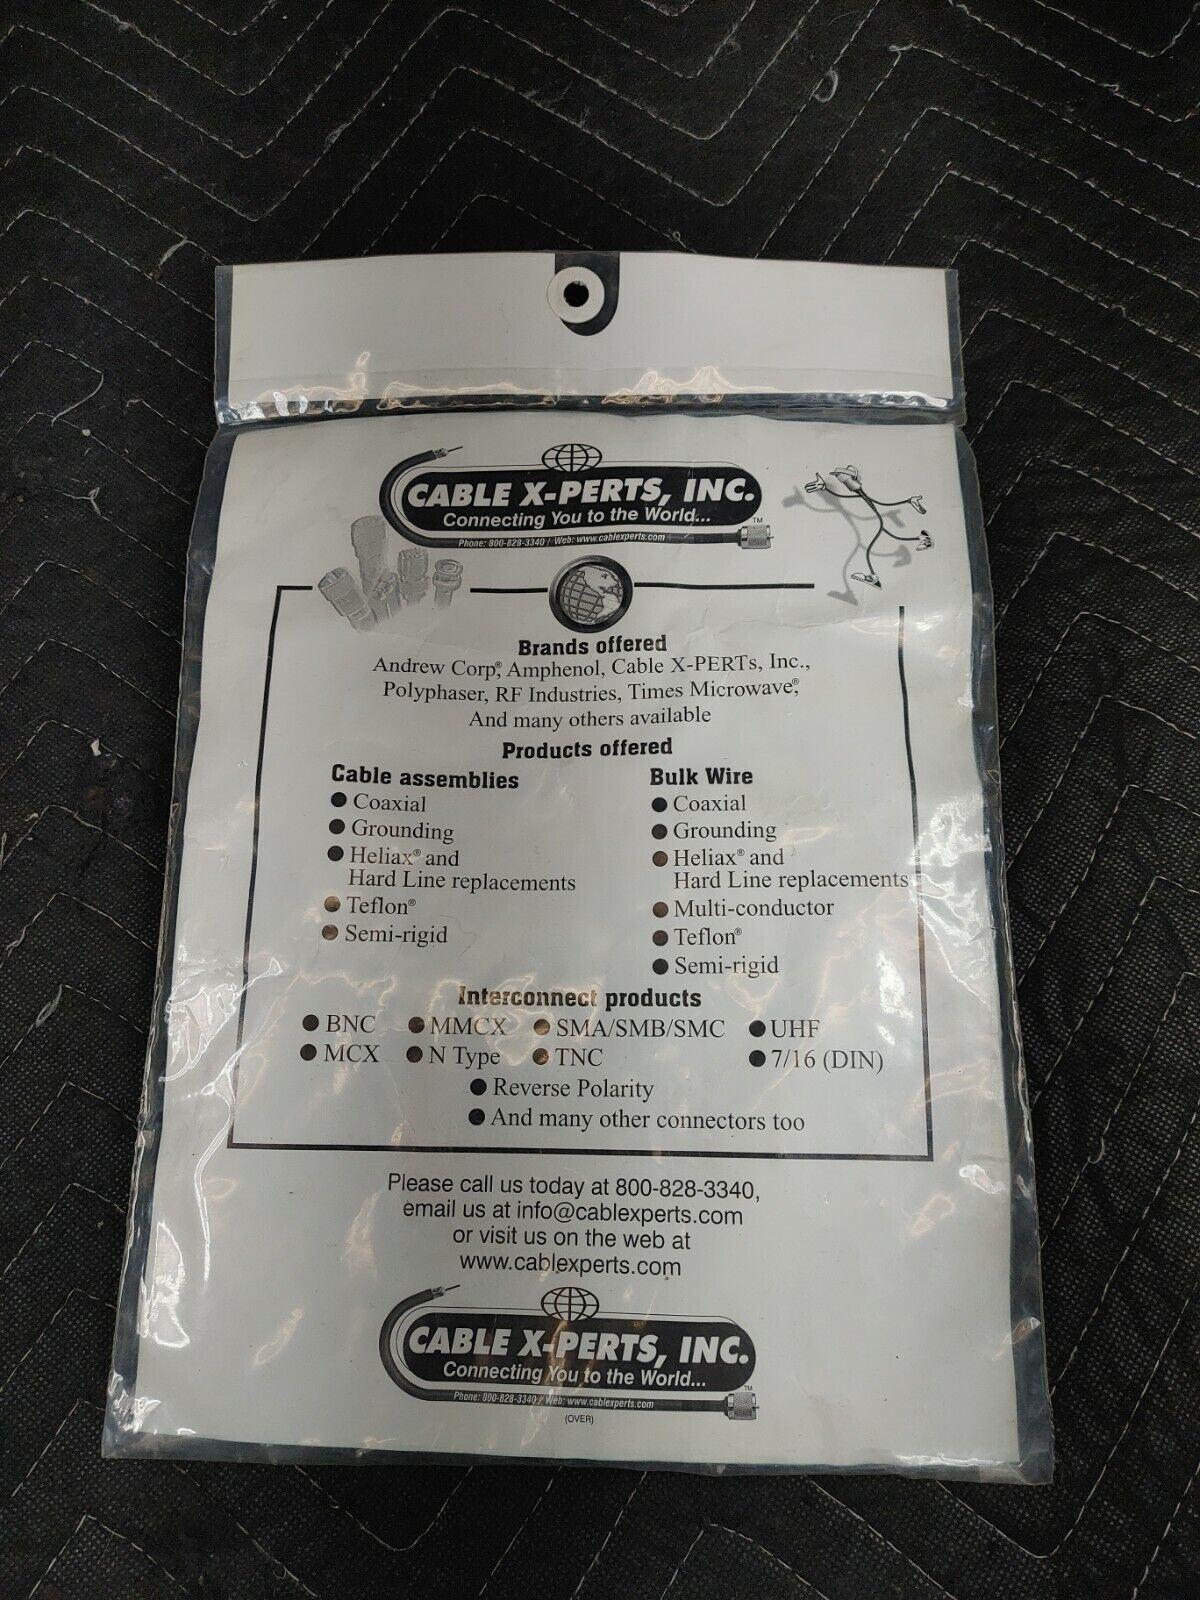 CABLE X-PERTS, INC.
Connecting You to the World...
TM
Phone: 800-828-3340 / Web: www.cablexperts.com
Brands offered
Andrew Corp®, Amphenol, Cable X-PERTs, Inc.,
Polyphaser, RF Industries, Times Microwave®,
And many others available
Products offered
Cable assemblies
● Coaxial
● Grounding
● Heliax® and
Hard Line replacements
● Teflon®
● Semi-rigid
Bulk Wire
● Coaxial
● Grounding
● Heliax® and
Hard Line replacements
● Multi-conductor
● Teflon®
● Semi-rigid
Interconnect products
● BNC ● MMCX ● SMA/SMB/SMC ● UHF
● MCX ● N Type ● TNC ● 7/16 (DIN)
● Reverse Polarity
● And many other connectors too
Please call us today at 800-828-3340,
email us at info@cablexperts.com
or visit us on the web at
www.cablexperts.com
CABLE X-PERTS, INC.
Connecting You to the World...
TM
Phone: 800-828-3340 / Web: www.cablexperts.com
(OVER)